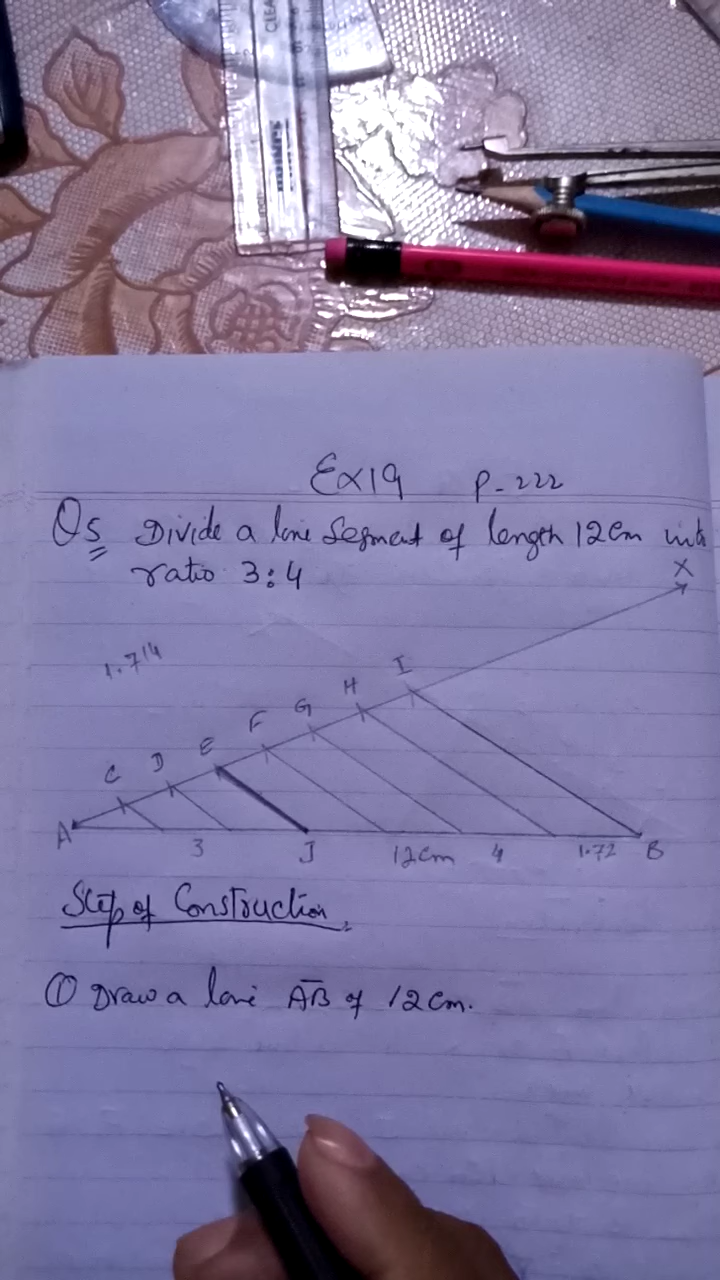 Ex19 P-222
Q5 Divide a line Segment of length 12cm into
ratio 3:4
X
1.714
I
H
G
F
E
D
C
A 3 J 12cm 4 1.72 B
Step of Construction
① Draw a line AB of 12cm.